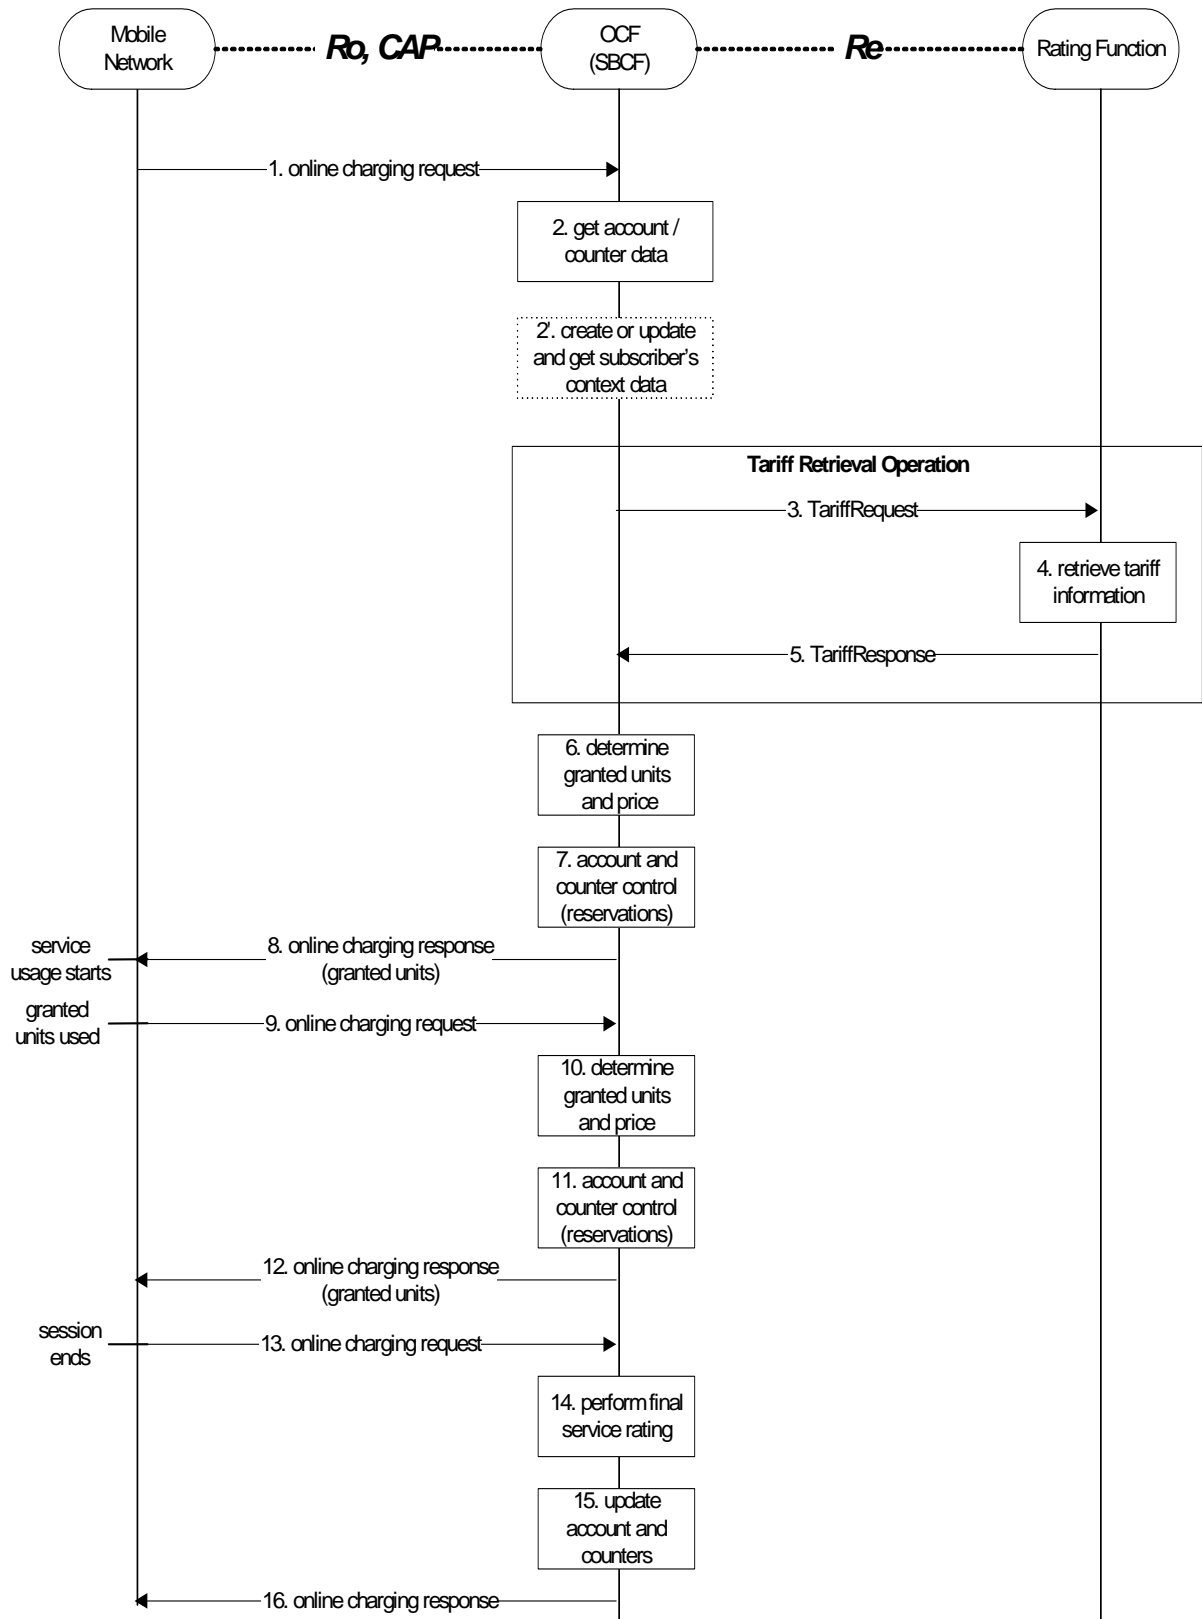 Mobile
Network
Ro, CAP
OCF
(SBCF)
Re
Rating Function
1. online charging request
2. get account /
counter data
2'. create or update
and get subscriber's
context data
Tariff Retrieval Operation
3. TariffRequest
4. retrieve tariff
information
5. TariffResponse
6. determine
granted units
and price
7. account and
counter control
(reservations)
service
usage starts
8. online charging response
(granted units)
granted
units used
9. online charging request
10. determine
granted units
and price
11. account and
counter control
(reservations)
12. online charging response
(granted units)
session
ends
13. online charging request
14. perform final
service rating
15. update
account and
counters
16. online charging response